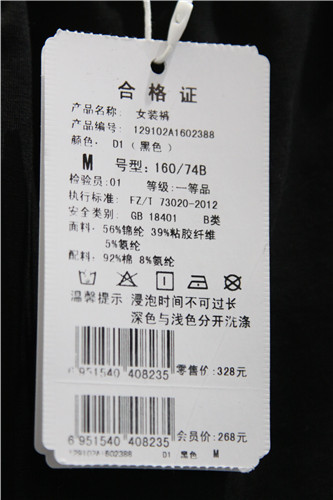 合格证
产品名称: 女装裤
产品编号: 129102A1602388
颜色: D1(黑色)
M 号型:160/74B
检验员:01 等级:一等品
执行标准: FZ/T 73020-2012
安全类别: GB 18401 B类
面料: 56%锦纶 39%粘胶纤维
5%氨纶
配料: 92%棉 8%氨纶
温馨提示 浸泡时间不可过长
深色与浅色分开洗涤
6 951540 408235 零售价:328元
6 951540 408235 会员价:268元
129102A1602388 01 黑色 M